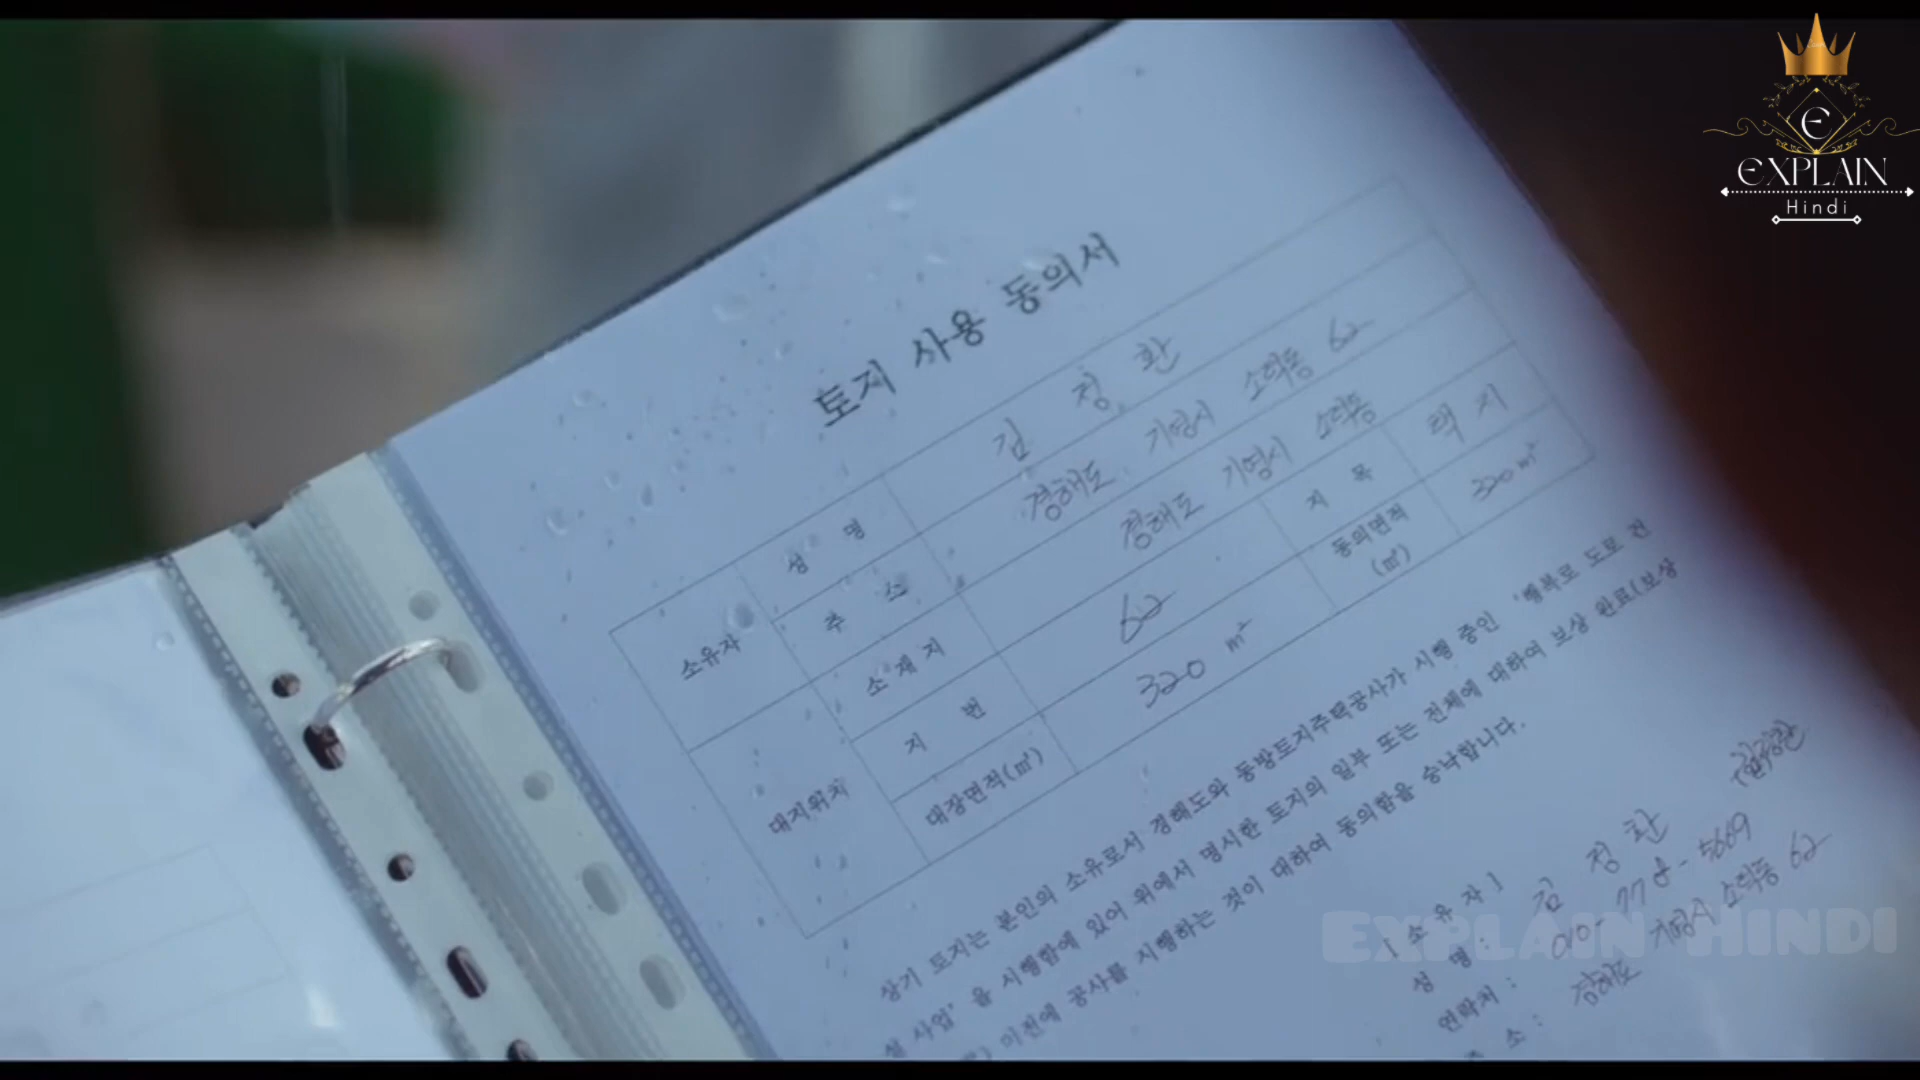 EXPLAIN
Hindi
토지 사용 동의서
소유자
성 명
김 정 환
주 소
경해도 기영시 소덕동 62
대지위치
소 재 지
경해도 기영시 소덕동
지 번
62
지 목
택지
대장면적(㎡)
320 m²
동의면적
(㎡)
320 m²
상기 토지는 본인의 소유로서 경해도와 동방토지주택공사가 시행 중인 '행복로 도로 건
설 사업' 을 시행함에 있어 위에서 명시한 토지의 일부 또는 전체에 대하여 보상 완료(보상
이전에 공사를 시행하는 것이 대하여 동의함을 승낙합니다.
[ 소 유 자 ]
성 명 : 김 정 환
연락처 : 010-778-5669
소 : 경해도 기영시 소덕동 62
EXPLAIN HINDI